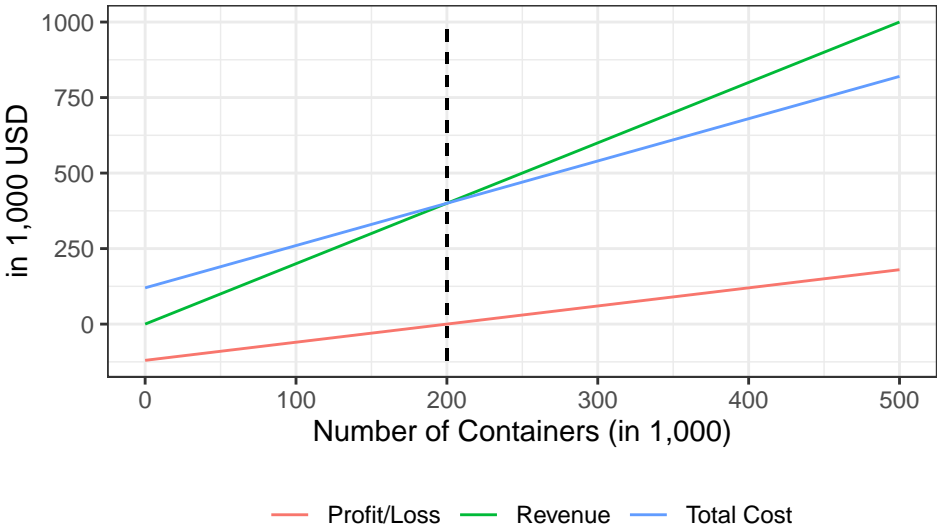 1000
750
500
250
0
in 1,000 USD
0 100 200 300 400 500
Number of Containers (in 1,000)
Profit/Loss Revenue Total Cost